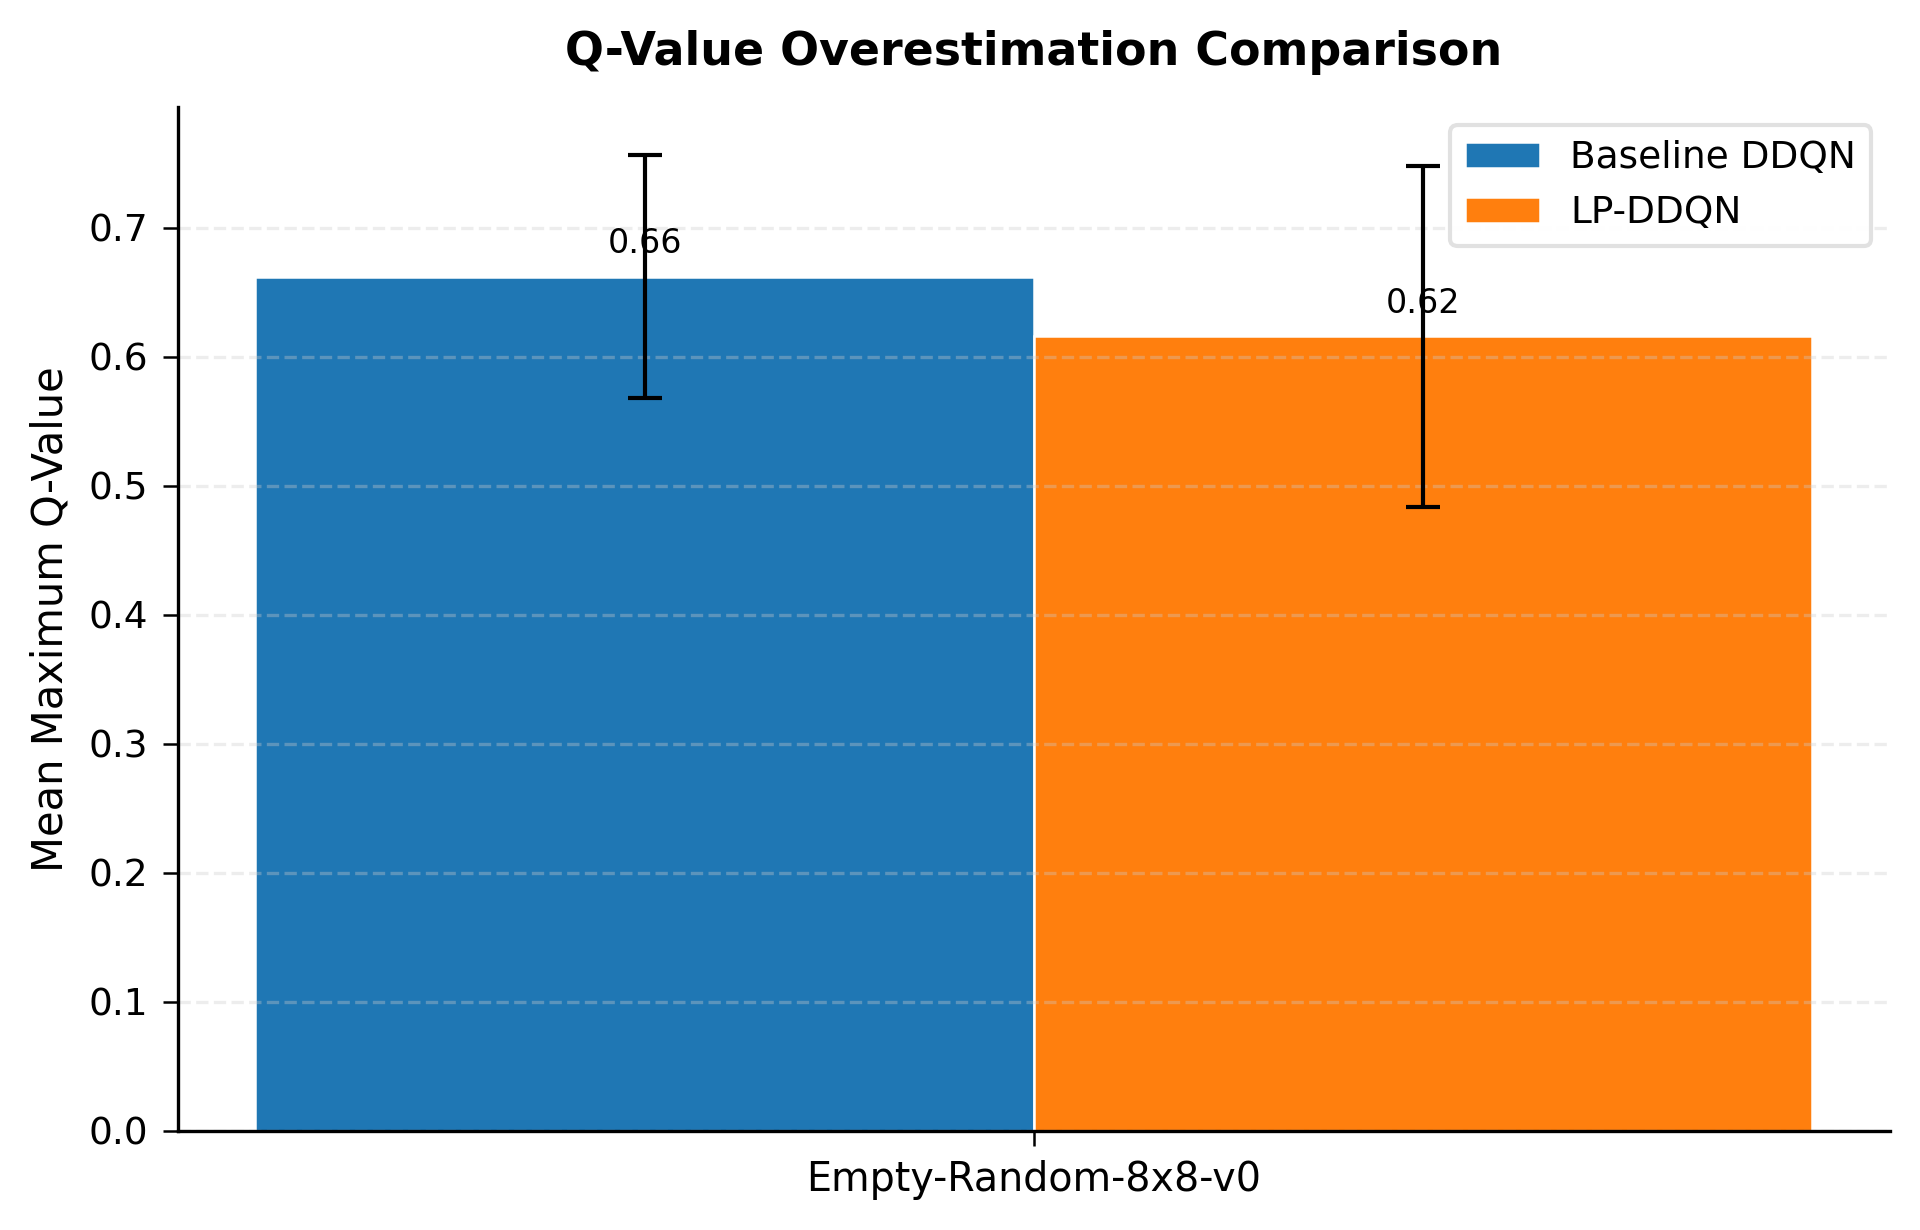 Q-Value Overestimation Comparison
Baseline DDQN
LP-DDQN
Mean Maximum Q-Value
0.7
0.6
0.5
0.4
0.3
0.2
0.1
0.0
0.66
0.62
Empty-Random-8x8-v0